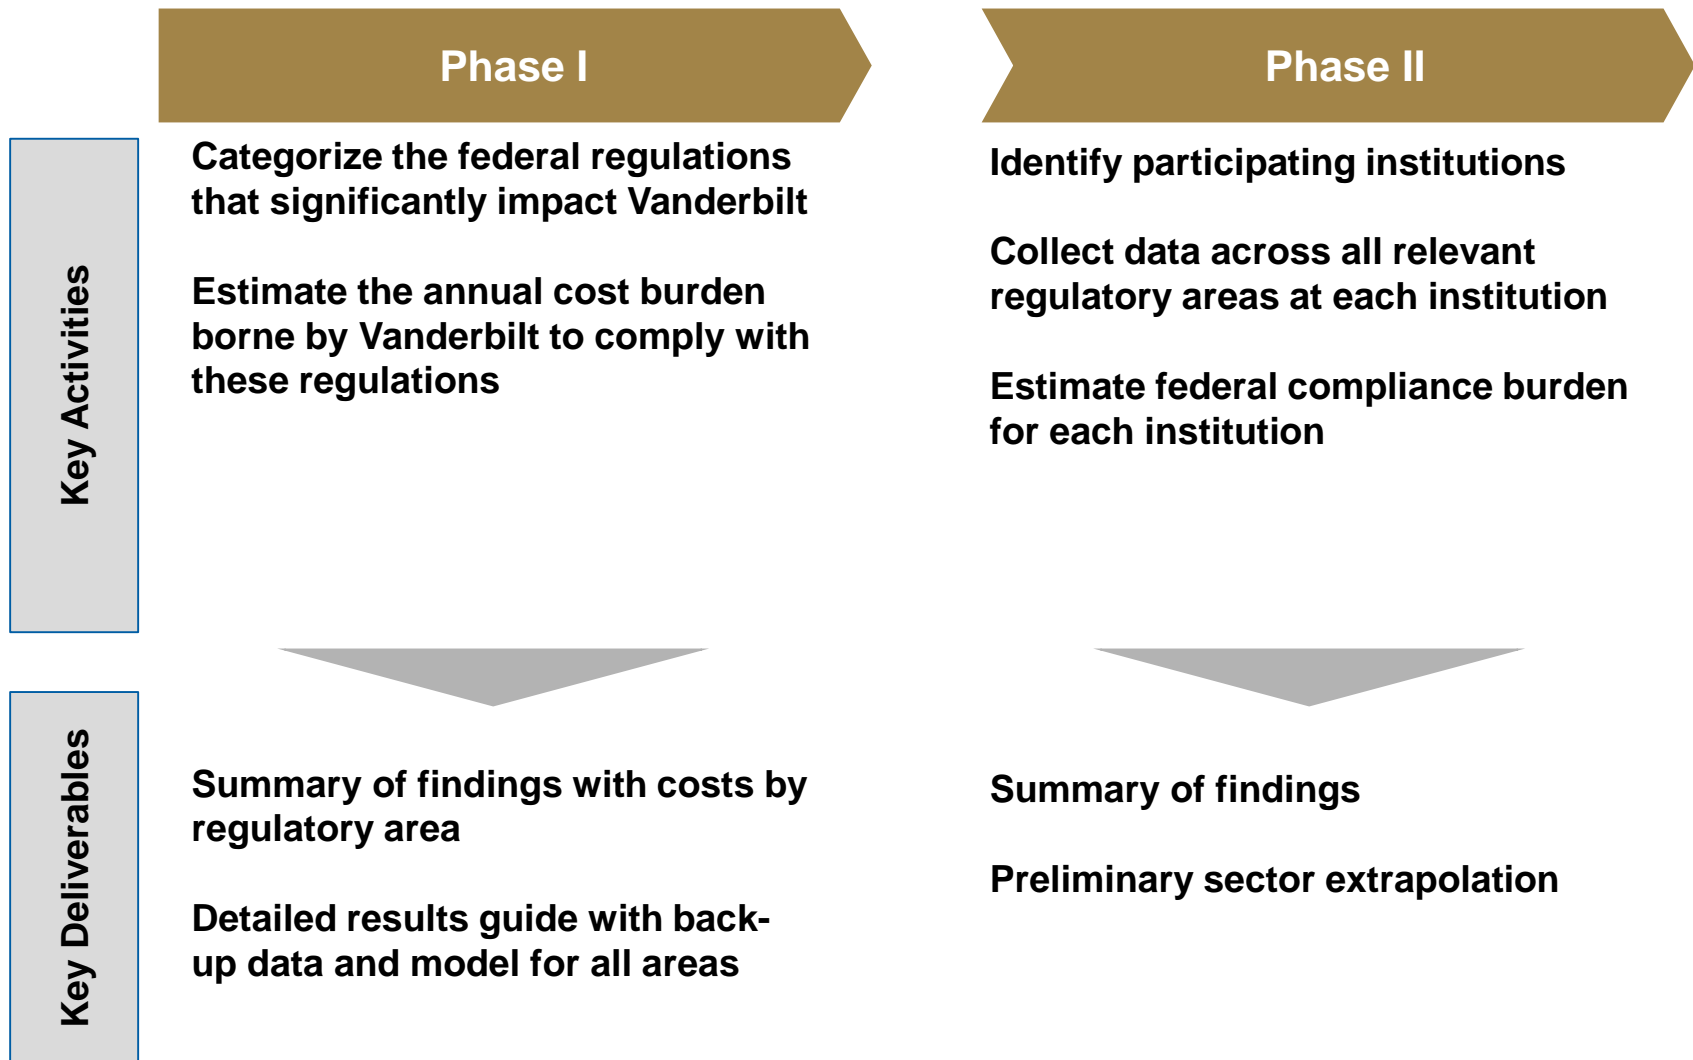 Phase I
Phase II
Key Activities
Categorize the federal regulations
that significantly impact Vanderbilt
Estimate the annual cost burden
borne by Vanderbilt to comply with
these regulations
Identify participating institutions
Collect data across all relevant
regulatory areas at each institution
Estimate federal compliance burden
for each institution
Key Deliverables
Summary of findings with costs by
regulatory area
Detailed results guide with back-
up data and model for all areas
Summary of findings
Preliminary sector extrapolation